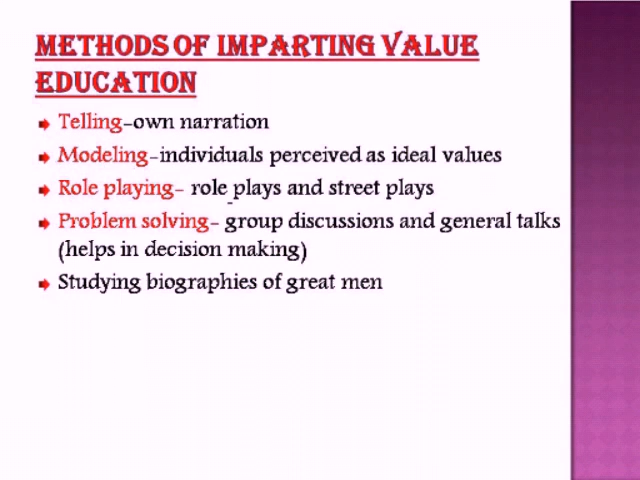 METHODS OF IMPARTING VALUE
EDUCATION
Telling-own narration
Modeling-individuals perceived as ideal values
Role playing- role plays and street plays
Problem solving- group discussions and general talks
(helps in decision making)
Studying biographies of great men